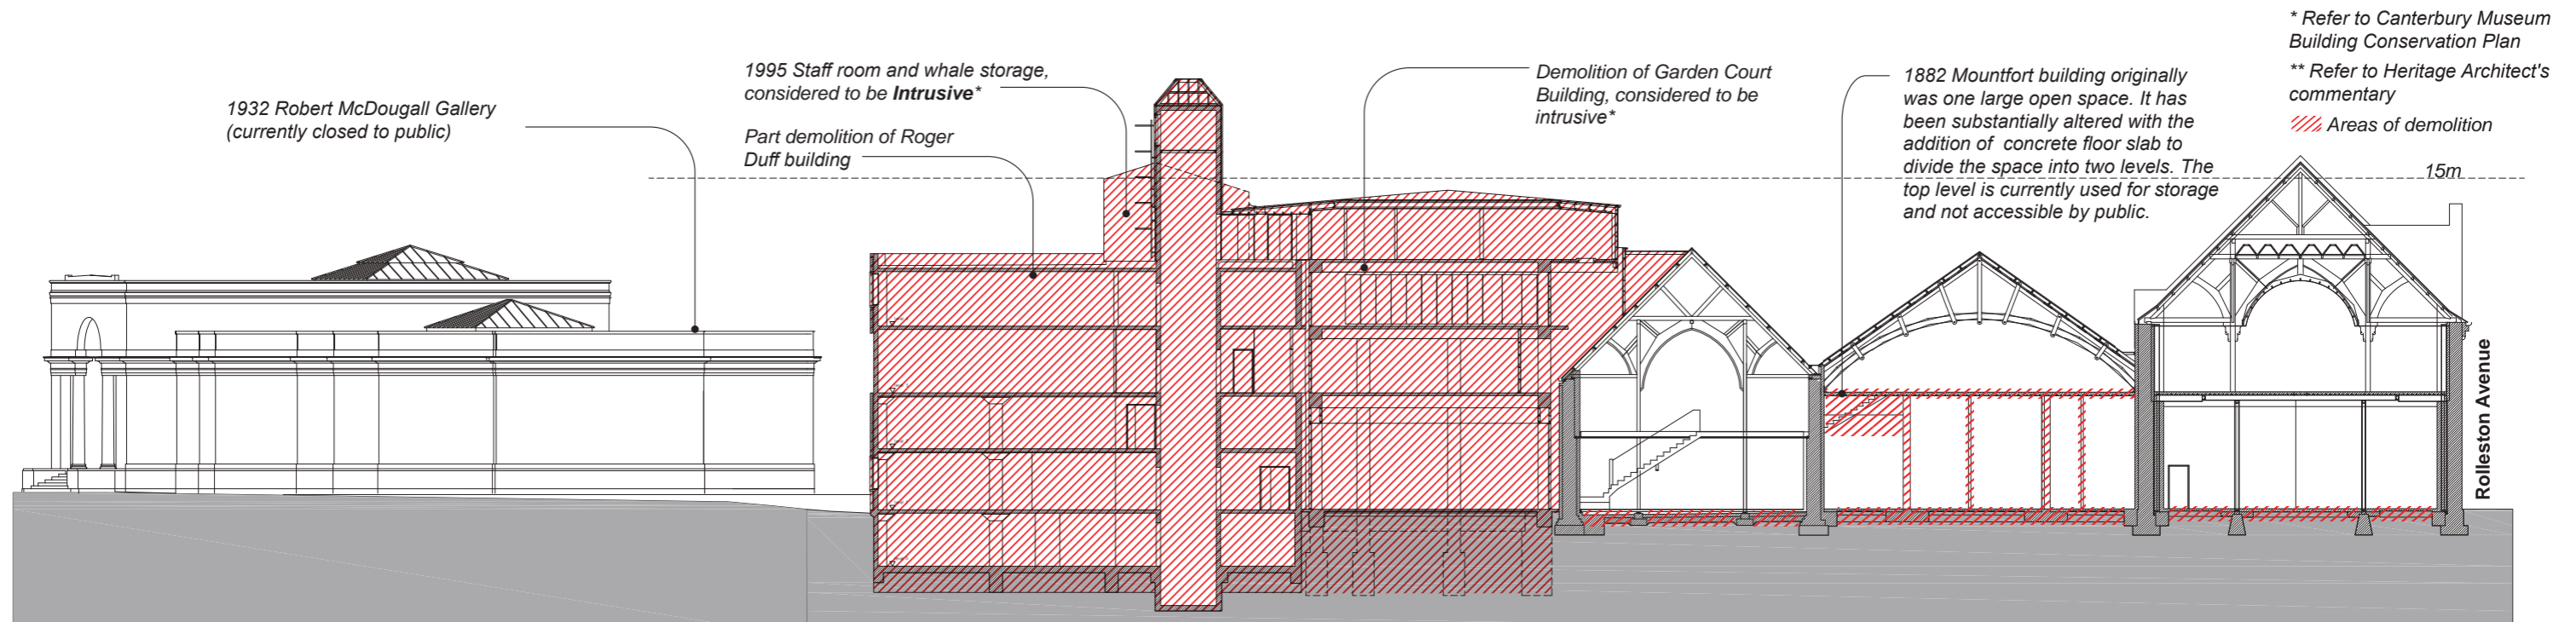 * Refer to Canterbury Museum
Building Conservation Plan
** Refer to Heritage Architect's
commentary
Areas of demolition
1932 Robert McDougall Gallery
(currently closed to public)
1995 Staff room and whale storage,
considered to be Intrusive*
Part demolition of Roger
Duff building
Demolition of Garden Court
Building, considered to be
intrusive*
1882 Mountfort building originally
was one large open space. It has
been substantially altered with the
addition of concrete floor slab to
divide the space into two levels. The
top level is currently used for storage
and not accessible by public.
15m
Rolleston Avenue